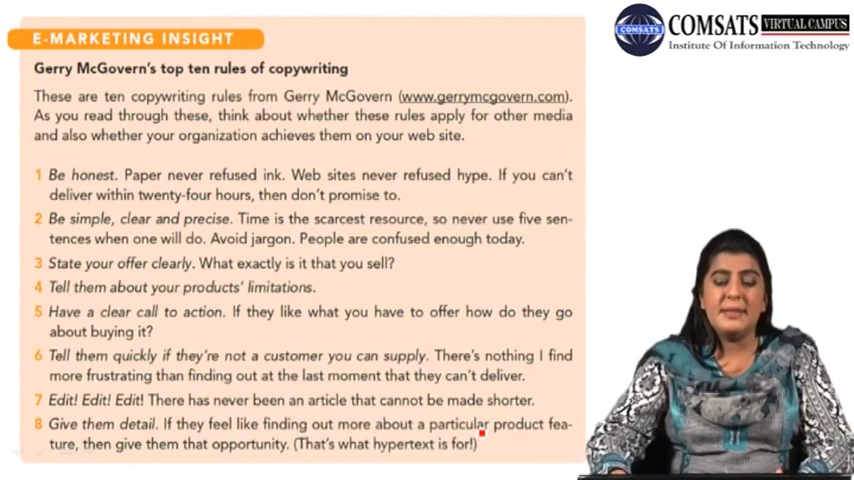 E-MARKETING INSIGHT
Gerry McGovern's top ten rules of copywriting
These are ten copywriting rules from Gerry McGovern (www.gerrymcgovern.com).
As you read through these, think about whether these rules apply for other media
and also whether your organization achieves them on your web site.
1 Be honest. Paper never refused ink. Web sites never refused hype. If you can't
deliver within twenty-four hours, then don't promise to.
2 Be simple, clear and precise. Time is the scarcest resource, so never use five sen-
tences when one will do. Avoid jargon. People are confused enough today.
3 State your offer clearly. What exactly is it that you sell?
4 Tell them about your products' limitations.
5 Have a clear call to action. If they like what you have to offer how do they go
about buying it?
6 Tell them quickly if they're not a customer you can supply. There's nothing I find
more frustrating than finding out at the last moment that they can't deliver.
7 Edit! Edit! Edit! There has never been an article that cannot be made shorter.
8 Give them detail. If they feel like finding out more about a particular product fea-
ture, then give them that opportunity. (That's what hypertext is for!)
COMSATS
COMSATS VIRTUAL CAMPUS
Institute Of Information Technology